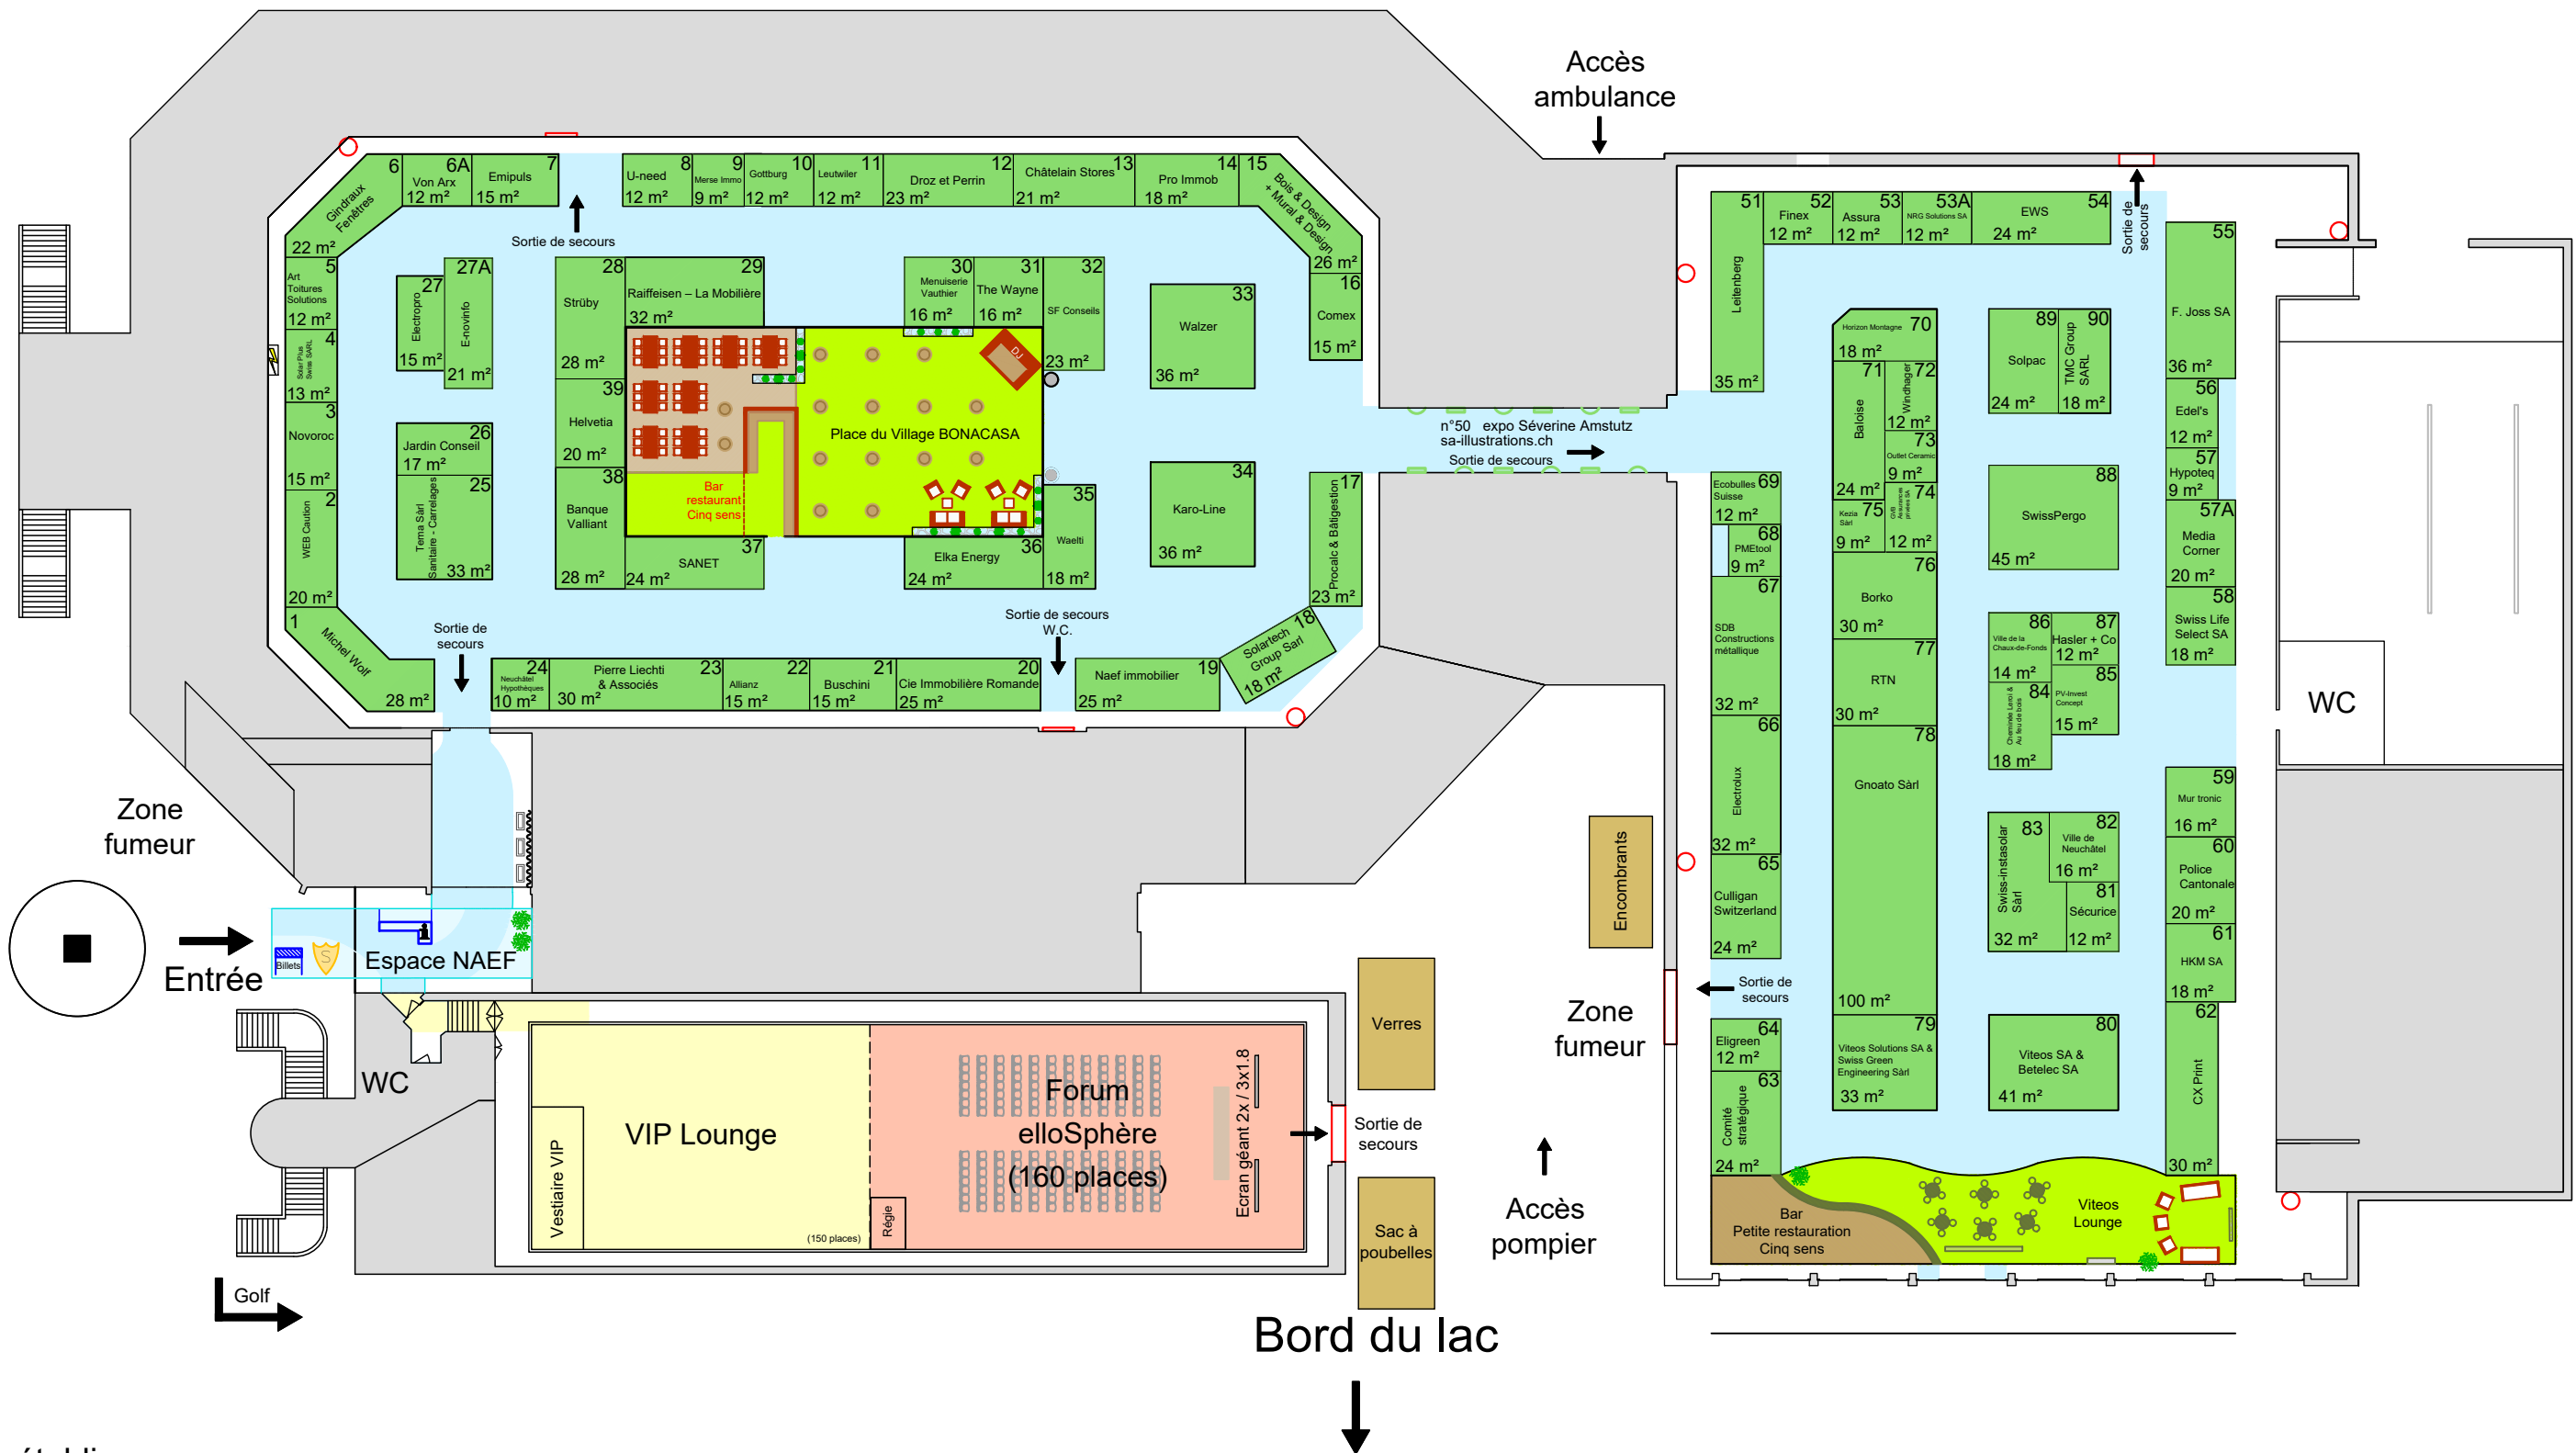 Accès
ambulance
6
Gindraux
Fenêtres
22 m²
6A
Von Arx
12 m²
7
Emipuls
15 m²
Sortie de secours
8
U-need
12 m²
9
Merse Immo
9 m²
10
Gottburg
12 m²
11
Leutwiler
12 m²
12
Droz et Perrin
23 m²
13
Châtelain Stores
21 m²
14
Pro Immob
18 m²
15
Bois & Design
+ Mural & Design
26 m²
16
Comex
15 m²
5
Art
Toitures
Solutions
12 m²
4
Solar Plus
Swiss SARL
13 m²
3
Novoroc
15 m²
2
WEB Caution
20 m²
1
Michel Wolf
28 m²
27
Electropro
15 m²
27A
E-novinfo
21 m²
26
Jardin Conseil
17 m²
25
Tema Sàrl
Sanitaire - Carrelages
33 m²
28
Strüby
28 m²
29
Raiffeisen – La Mobilière
32 m²
39
Helvetia
20 m²
38
Banque
Valliant
28 m²
37
SANET
24 m²
30
Menuiserie
Vauthier
16 m²
31
The Wayne
16 m²
32
SF Conseils
23 m²
DJ
Place du Village BONACASA
Bar
restaurant
Cinq sens
33
Walzer
36 m²
34
Karo-Line
36 m²
35
Waelti
18 m²
36
Elka Energy
24 m²
17
Procalc & Bâtigestion
23 m²
18
Solartech
Group Sarl
18 m²
Sortie de secours
W.C.
Sortie de
secours
24
Neuchâtel
Hypothèques
10 m²
23
Pierre Liechti
& Associés
30 m²
22
Allianz
15 m²
21
Buschini
15 m²
20
Cie Immobilière Romande
25 m²
19
Naef immobilier
25 m²
n°50 expo Séverine Amstutz
sa-illustrations.ch
Sortie de secours
51
Leitenberg
35 m²
52
Finex
12 m²
53
Assura
12 m²
53A
NRG Solutions SA
12 m²
54
EWS
24 m²
Sortie de
secours
55
F. Joss SA
36 m²
56
Edel's
12 m²
57
Hypoteq
9 m²
57A
Media
Corner
20 m²
58
Swiss Life
Select SA
18 m²
70
Horizon Montagne
18 m²
71
Baloise
24 m²
72
Windhager
12 m²
73
Outlet Ceramic
9 m²
74
GVB
Assurances
privées SA
12 m²
75
Kezia
Sàrl
9 m²
76
Borko
30 m²
77
RTN
30 m²
78
Gnoato Sàrl
100 m²
79
Viteos Solutions SA &
Swiss Green
Engineering Sàrl
33 m²
89
Solpac
24 m²
90
TMC Group
SARL
18 m²
88
SwissPergo
45 m²
86
Ville de la
Chaux-de-Fonds
14 m²
87
Hasler + Co
12 m²
85
PV-Invest
Concept
15 m²
84
Cheminée Leroi &
Au feu de bois
18 m²
83
Swiss-instasolar
Sàrl
32 m²
82
Ville de
Neuchâtel
16 m²
81
Sécurice
12 m²
80
Viteos SA &
Betelec SA
41 m²
69
Ecobulles
Suisse
12 m²
68
PMEtool
9 m²
67
SDB
Constructions
métallique
32 m²
66
Electrolux
32 m²
65
Culligan
Switzerland
24 m²
Sortie de
secours
64
Eligreen
12 m²
63
Comité
stratégique
24 m²
59
Mur tronic
16 m²
60
Police
Cantonale
20 m²
61
HKM SA
18 m²
62
CX Print
30 m²
WC
Bar
Petite restauration
Cinq sens
Viteos
Lounge
Zone
fumeur
Entrée
Billets
S
i
Espace NAEF
WC
Golf
VIP Lounge
Vestiaire VIP
(150 places)
Régie
Forum
elloSphère
(160 places)
Ecran géant 2x / 3x1.8
Sortie de
secours
Encombrants
Verres
Sac à
poubelles
Zone
fumeur
Accès
pompier
Bord du lac